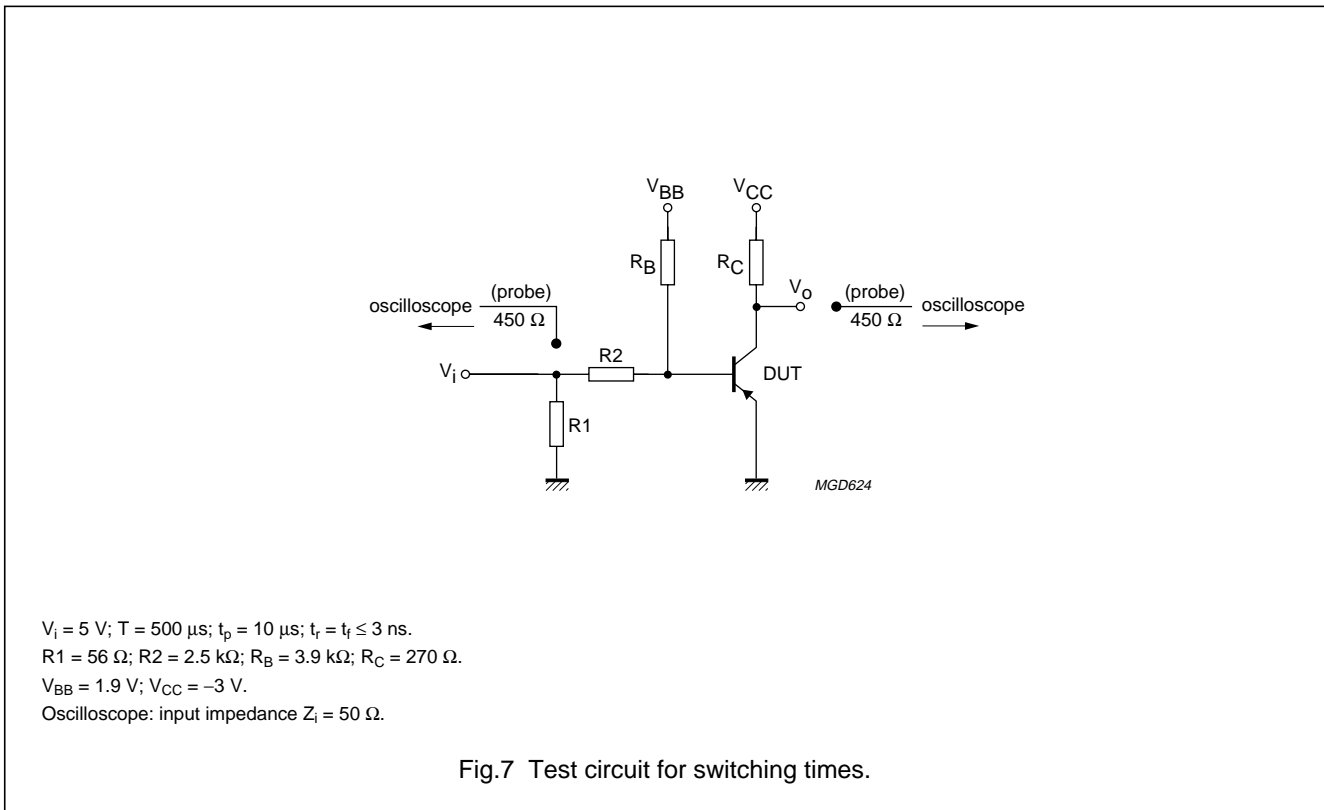 V_BB
V_CC
R_B
R_C
V_o
(probe)
450 Ω
oscilloscope
(probe)
450 Ω
oscilloscope
R2
V_i
DUT
R1
MGD624
V_i = 5 V; T = 500 μs; t_p = 10 μs; t_r = t_f ≤ 3 ns.
R1 = 56 Ω; R2 = 2.5 kΩ; R_B = 3.9 kΩ; R_C = 270 Ω.
V_BB = 1.9 V; V_CC = −3 V.
Oscilloscope: input impedance Z_i = 50 Ω.
Fig.7 Test circuit for switching times.